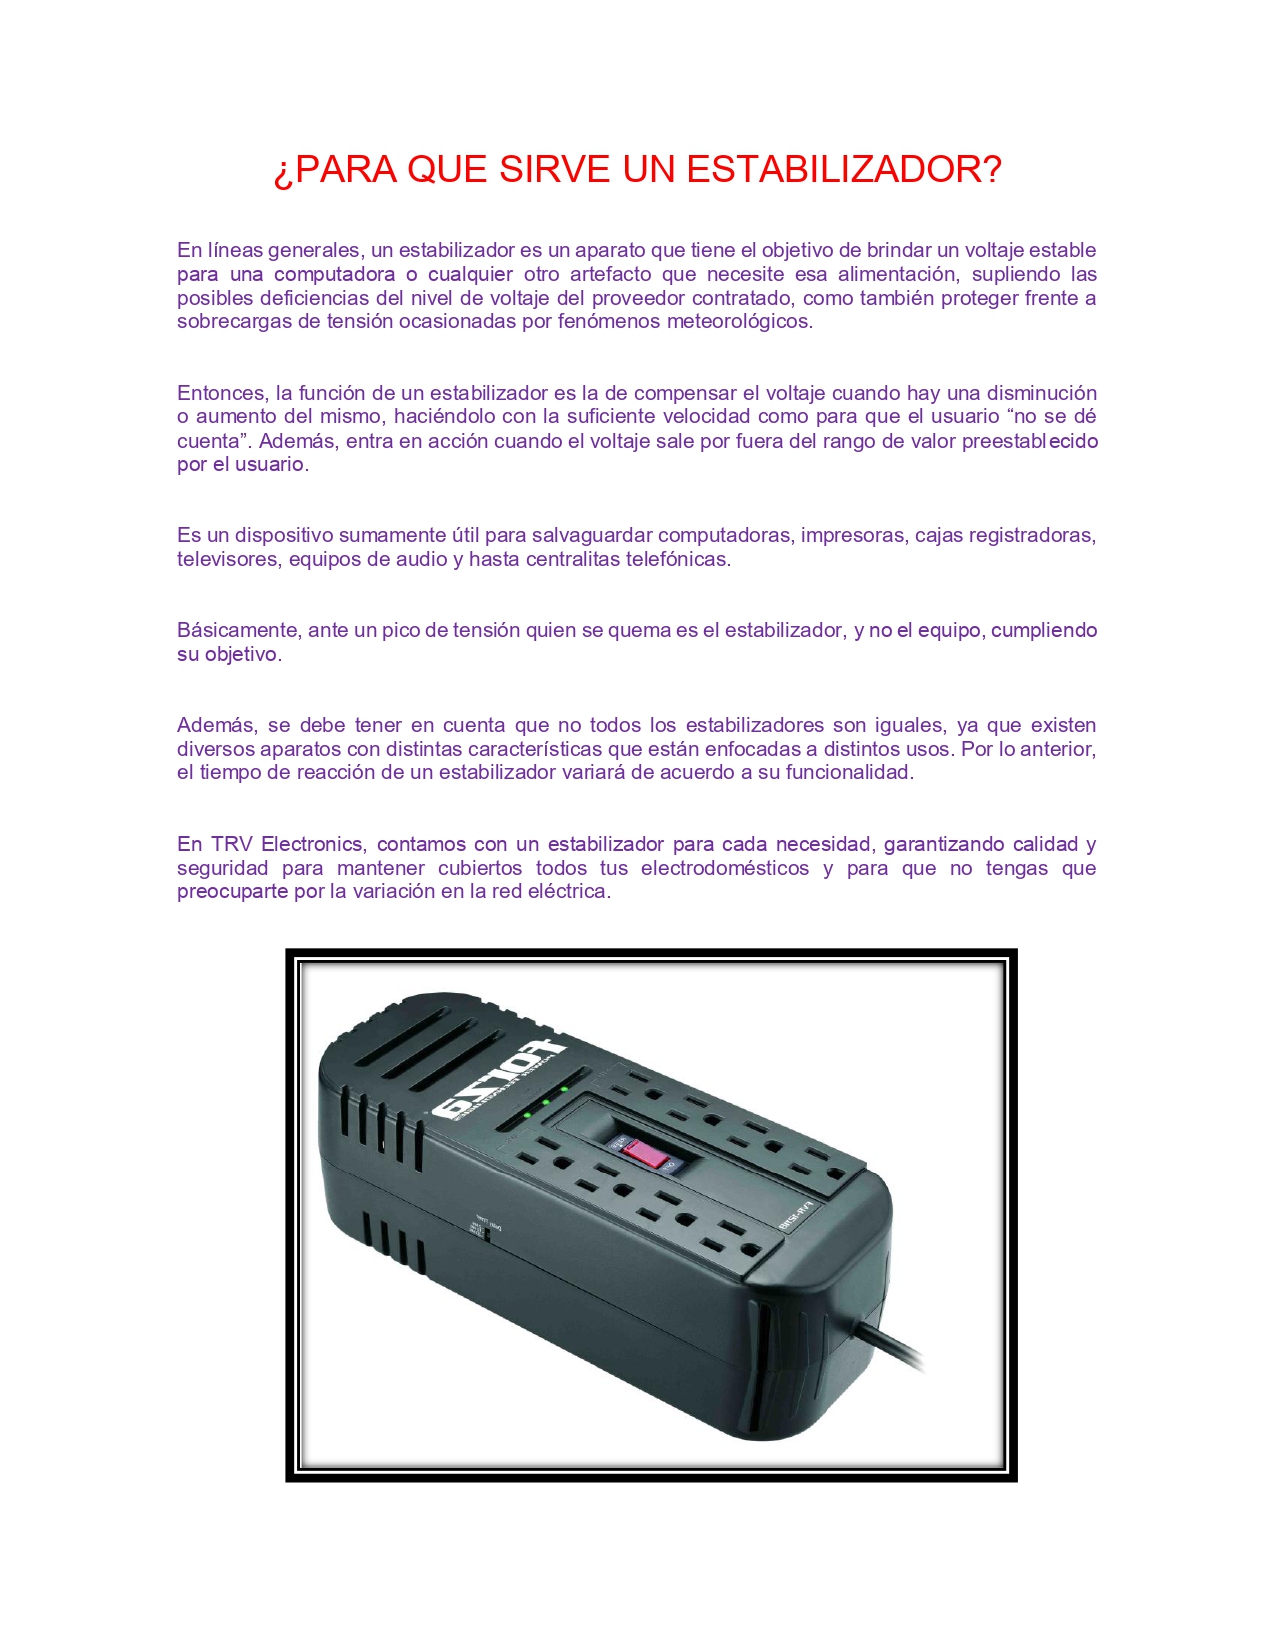 ¿PARA QUE SIRVE UN ESTABILIZADOR?
En líneas generales, un estabilizador es un aparato que tiene el objetivo de brindar un voltaje estable
para una computadora o cualquier otro artefacto que necesite esa alimentación, supliendo las
posibles deficiencias del nivel de voltaje del proveedor contratado, como también proteger frente a
sobrecargas de tensión ocasionadas por fenómenos meteorológicos.
Entonces, la función de un estabilizador es la de compensar el voltaje cuando hay una disminución
o aumento del mismo, haciéndolo con la suficiente velocidad como para que el usuario “no se dé
cuenta”. Además, entra en acción cuando el voltaje sale por fuera del rango de valor preestablecido
por el usuario.
Es un dispositivo sumamente útil para salvaguardar computadoras, impresoras, cajas registradoras,
televisores, equipos de audio y hasta centralitas telefónicas.
Básicamente, ante un pico de tensión quien se quema es el estabilizador, y no el equipo, cumpliendo
su objetivo.
Además, se debe tener en cuenta que no todos los estabilizadores son iguales, ya que existen
diversos aparatos con distintas características que están enfocadas a distintos usos. Por lo anterior,
el tiempo de reacción de un estabilizador variará de acuerdo a su funcionalidad.
En TRV Electronics, contamos con un estabilizador para cada necesidad, garantizando calidad y
seguridad para mantener cubiertos todos tus electrodomésticos y para que no tengas que
preocuparte por la variación en la red eléctrica.
forza